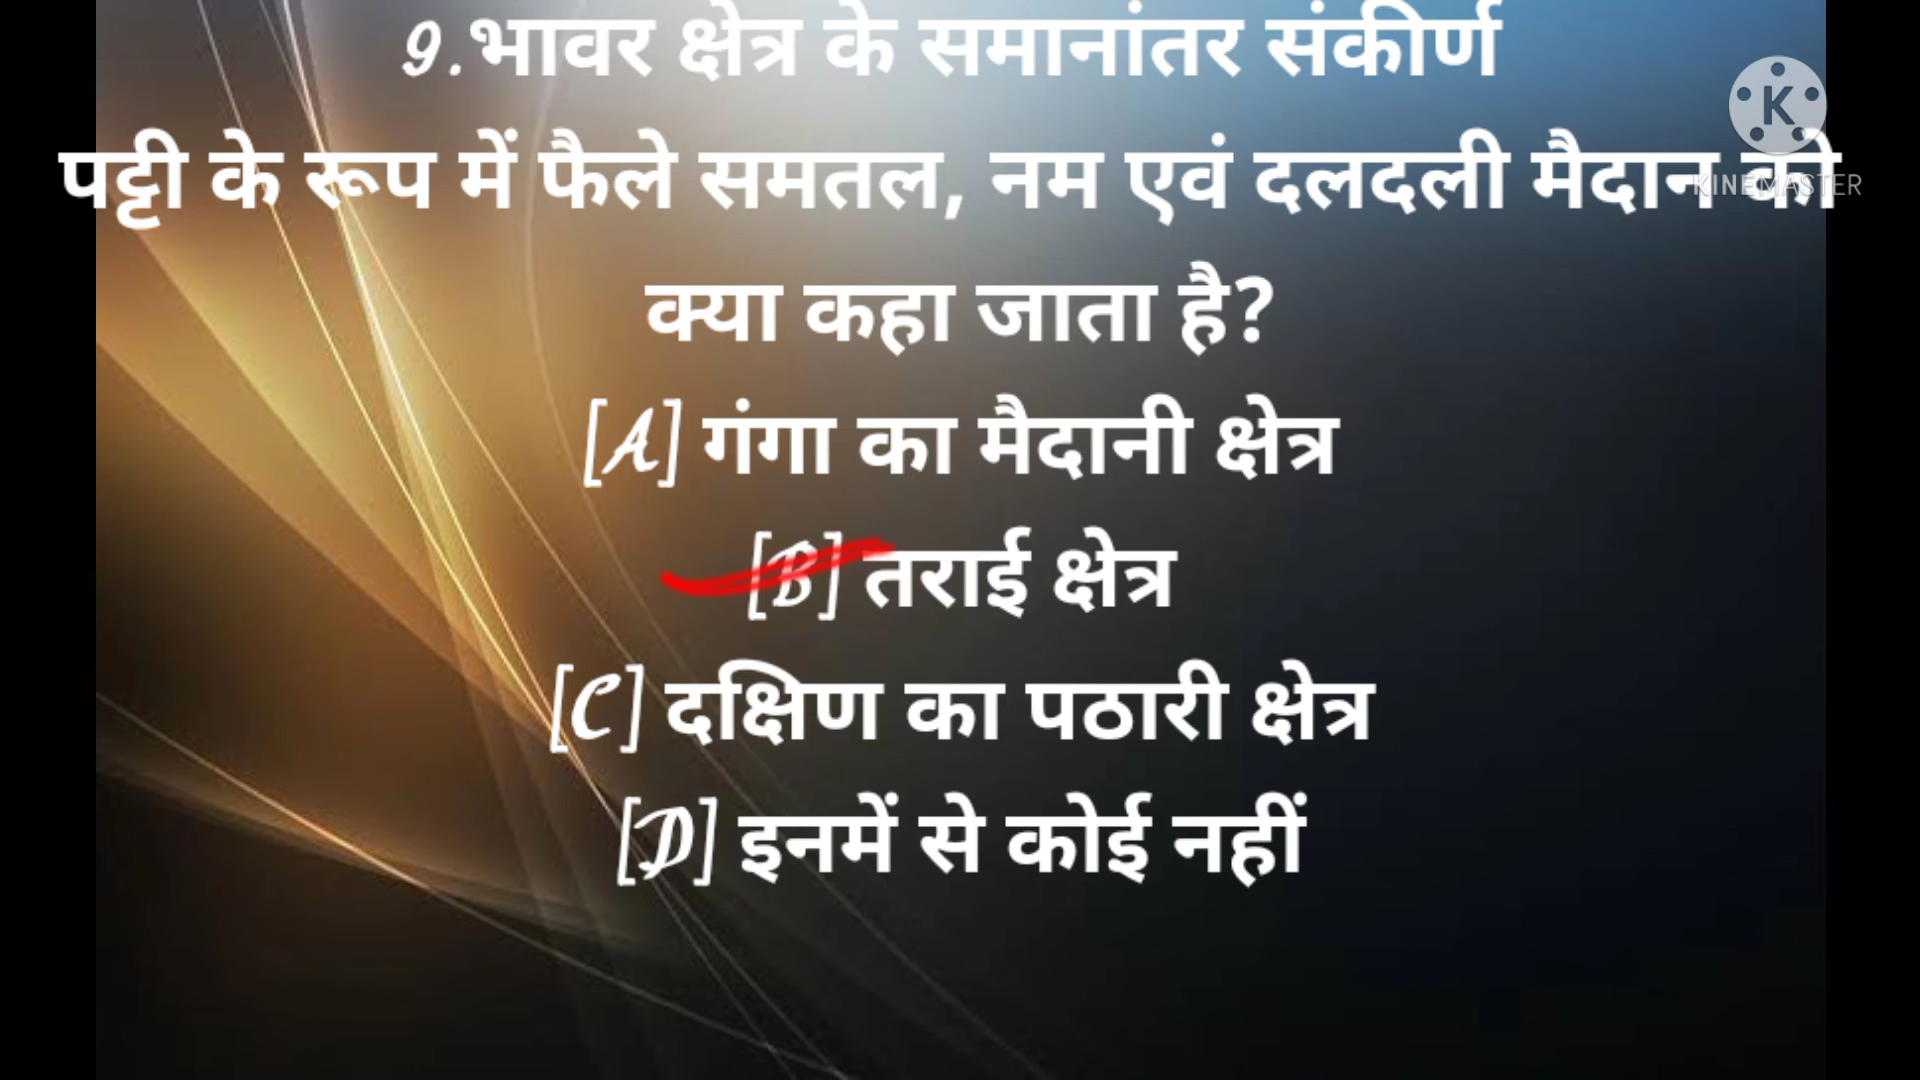 9.भावर क्षेत्र के समानांतर संकीर्ण
पट्टी के रूप में फैले समतल, नम एवं दलदली मैदान को
क्या कहा जाता है?
[A] गंगा का मैदानी क्षेत्र
[B] तराई क्षेत्र
[C] दक्षिण का पठारी क्षेत्र
[D] इनमें से कोई नहीं
K
KINEMASTER